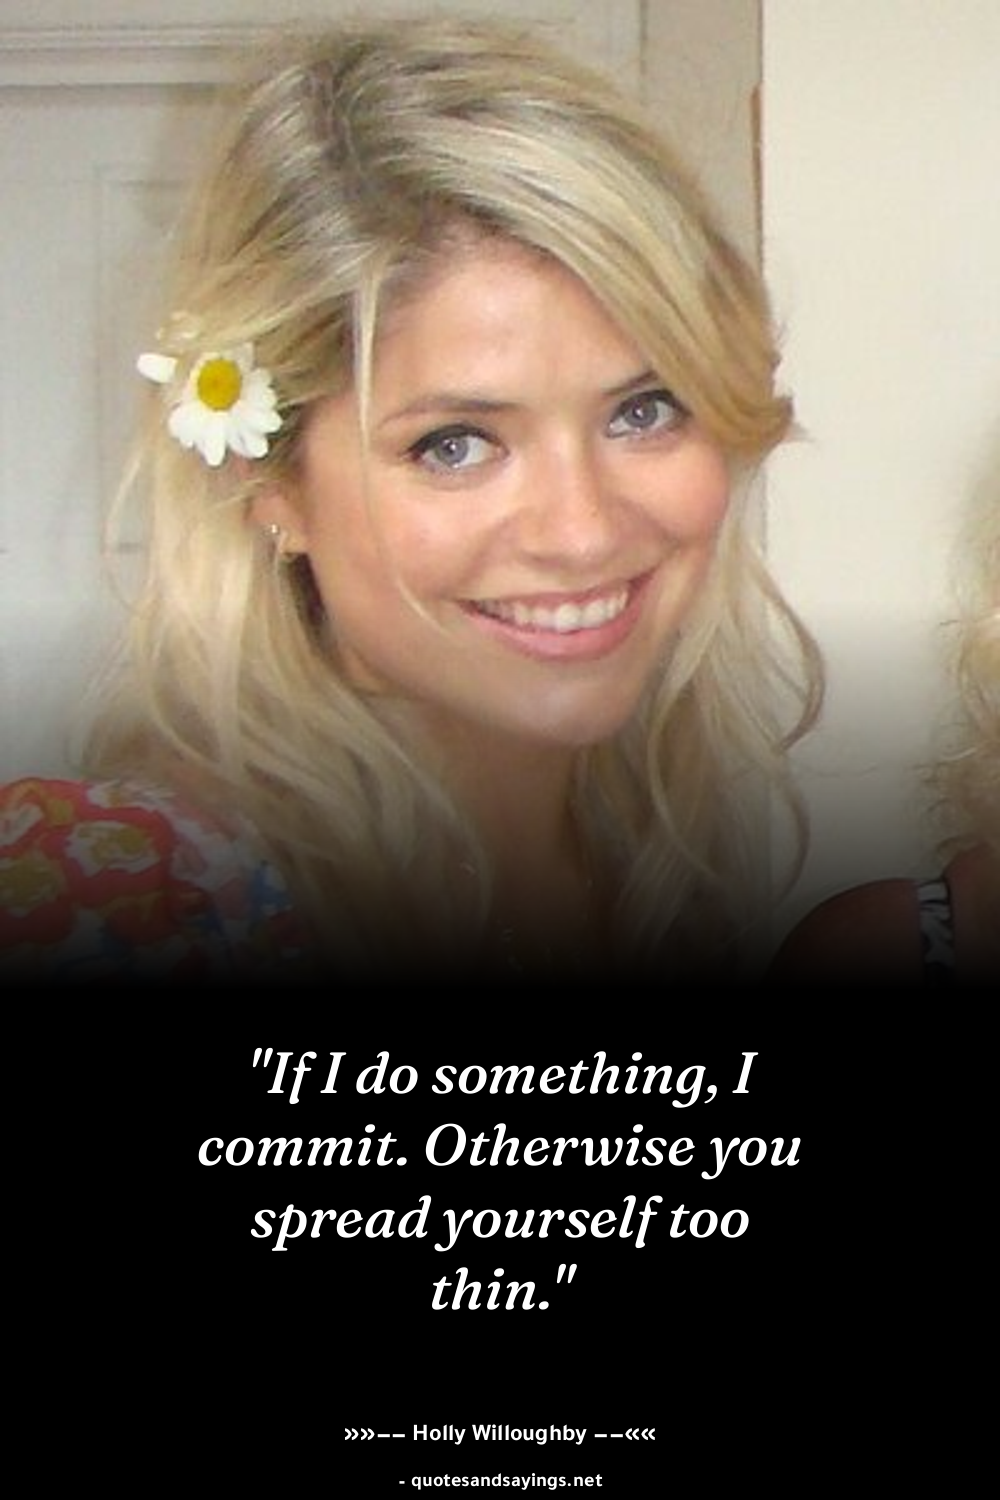 "If I do something, I
commit. Otherwise you
spread yourself too
thin."
»»–– Holly Willoughby ––««
- quotesandsayings.net